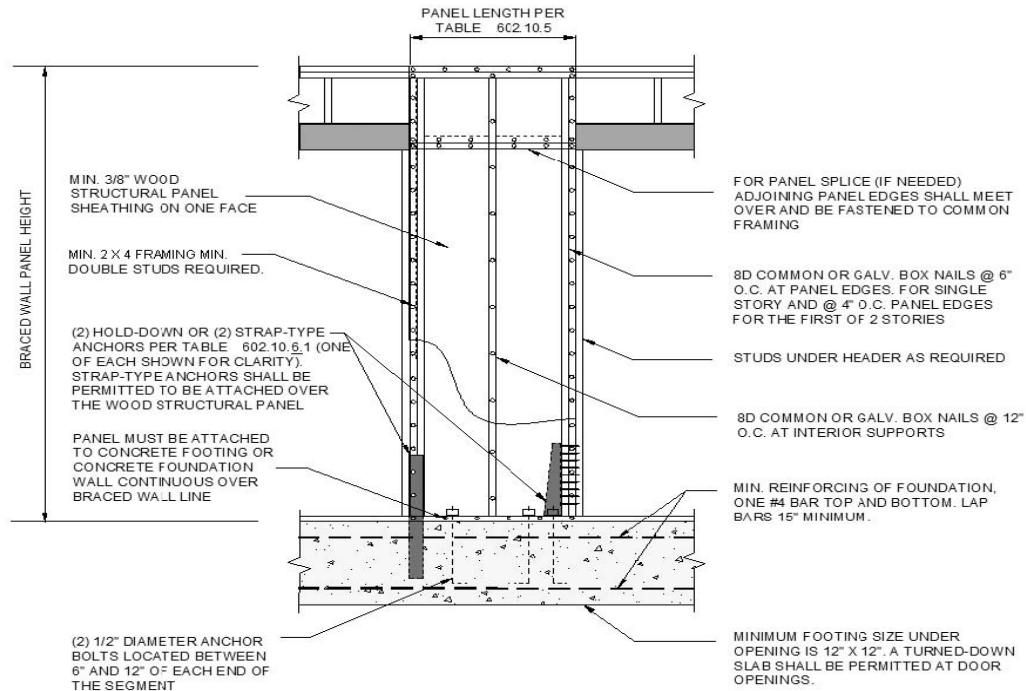 PANEL LENGTH PER
TABLE 602.10.5
BRACED WALL PANEL HEIGHT
MIN. 3/8" WOOD
STRUCTURAL PANEL
SHEATHING ON ONE FACE
MIN. 2 X 4 FRAMING MIN.
DOUBLE STUDS REQUIRED.
(2) HOLD-DOWN OR (2) STRAP-TYPE
ANCHORS PER TABLE 602.10.6.1 (ONE
OF EACH SHOWN FOR CLARITY).
STRAP-TYPE ANCHORS SHALL BE
PERMITTED TO BE ATTACHED OVER
THE WOOD STRUCTURAL PANEL
PANEL MUST BE ATTACHED
TO CONCRETE FOOTING OR
CONCRETE FOUNDATION
WALL CONTINUOUS OVER
BRACED WALL LINE
(2) 1/2" DIAMETER ANCHOR
BOLTS LOCATED BETWEEN
6" AND 12" OF EACH END OF
THE SEGMENT
FOR PANEL SPLICE (IF NEEDED)
ADJOINING PANEL EDGES SHALL MEET
OVER AND BE FASTENED TO COMMON
FRAMING
8D COMMON OR GALV. BOX NAILS @ 6"
O.C. AT PANEL EDGES. FOR SINGLE
STORY AND @ 4" O.C. PANEL EDGES
FOR THE FIRST OF 2 STORIES
STUDS UNDER HEADER AS REQUIRED
8D COMMON OR GALV. BOX NAILS @ 12"
O.C. AT INTERIOR SUPPORTS
MIN. REINFORCING OF FOUNDATION,
ONE #4 BAR TOP AND BOTTOM. LAP
BARS 15" MINIMUM.
MINIMUM FOOTING SIZE UNDER
OPENING IS 12" X 12". A TURNED-DOWN
SLAB SHALL BE PERMITTED AT DOOR
OPENINGS.